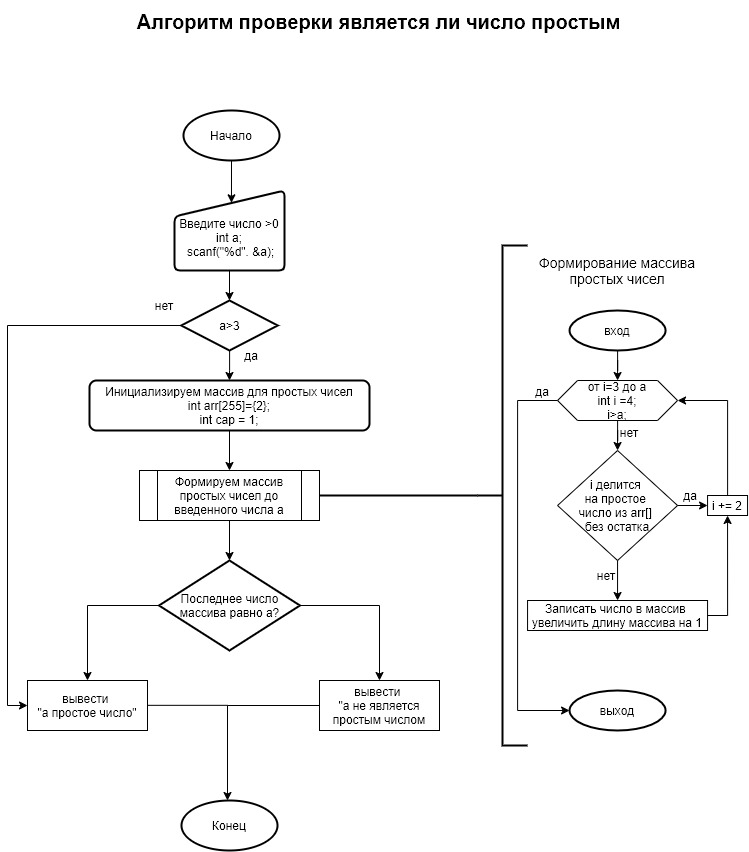 Алгоритм проверки является ли число простым
Начало
Введите число >0
int a;
scanf("%d". &a);
нет
a>3
да
Инициализируем массив для простых чисел
int arr[255]={2};
int cap = 1;
Формируем массив
простых чисел до
введенного числа а
Последнее число
массива равно а?
вывести
"а простое число"
вывести
"а не является
простым числом
Конец
Формирование массива
простых чисел
вход
да
от i=3 до а
int i =4;
i>a;
нет
i делится
на простое
число из arr[]
без остатка
да
i += 2
нет
Записать число в массив
увеличить длину массива на 1
выход